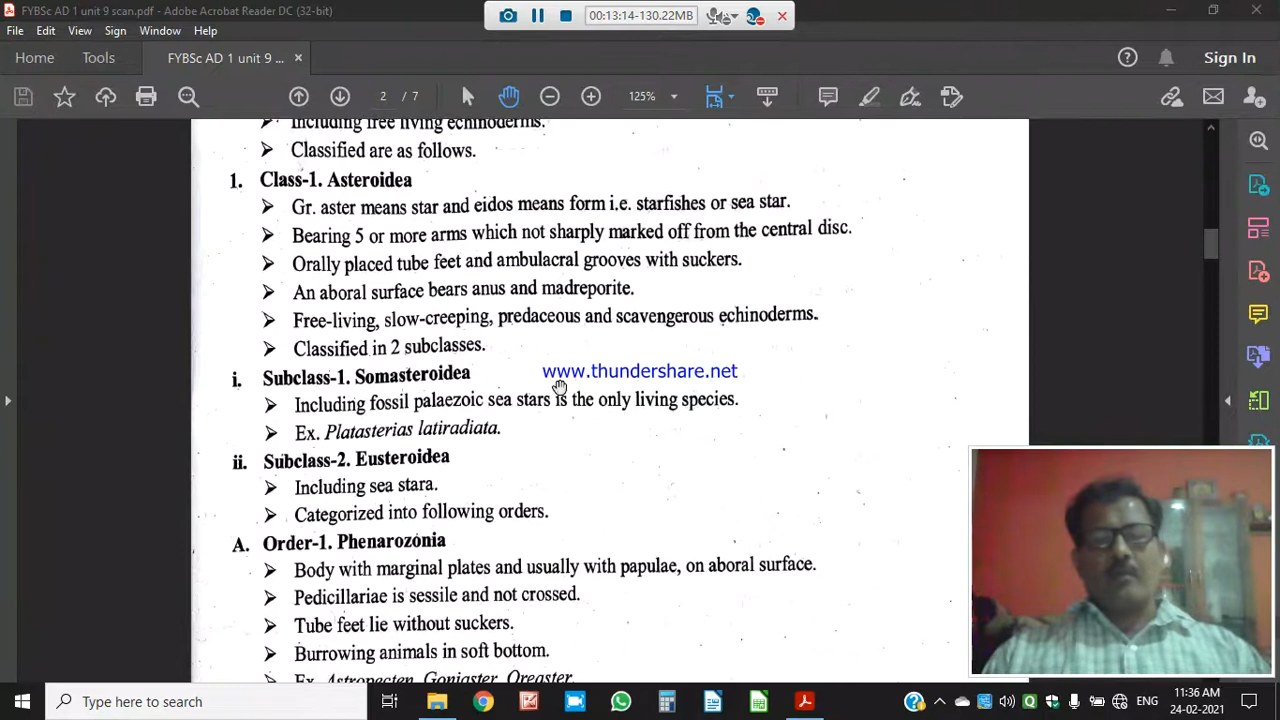 FYBSc AD 1 unit 9 scan.pdf - Adobe Acrobat Reader DC (32-bit)
00:13:14-130.22MB
File Edit View Sign Window Help
Home Tools FYBSc AD 1 unit 9 ... × Sign In
2 / 7 125%
Including free living echinoderms.
Classified are as follows.
1. Class-1. Asteroidea
Gr. aster means star and eidos means form i.e. starfishes or sea star.
Bearing 5 or more arms which not sharply marked off from the central disc.
Orally placed tube feet and ambulacral grooves with suckers.
An aboral surface bears anus and madreporite.
Free-living, slow-creeping, predaceous and scavengerous echinoderms.
Classified in 2 subclasses.
i. Subclass-1. Somasteroidea
www.thundershare.net
Including fossil palaezoic sea stars is the only living species.
Ex. Platasterias latiradiata.
ii. Subclass-2. Eusteroidea
Including sea stara.
Categorized into following orders.
A. Order-1. Phenarozonia
Body with marginal plates and usually with papulae, on aboral surface.
Pedicillariae is sessile and not crossed.
Tube feet lie without suckers.
Burrowing animals in soft bottom.
Ex. Astropecten, Goniaster, Oreaster.
Type here to search
ENG
11:36 AM
24-02-2021